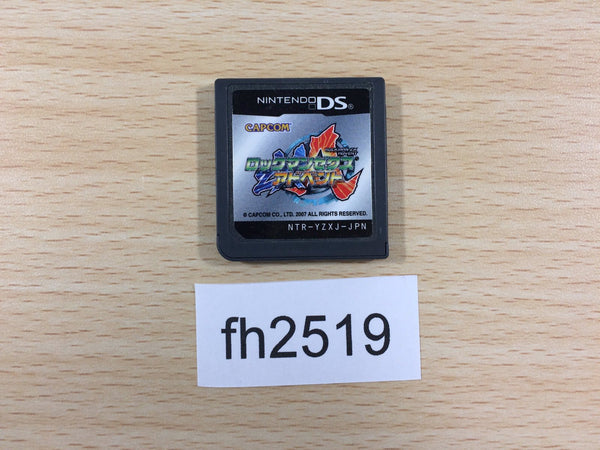 NINTENDO DS®
CAPCOM
ロックマンゼクス
アドベント
© CAPCOM CO., LTD. 2007 ALL RIGHTS RESERVED.
NTR-YZXJ-JPN
fh2519